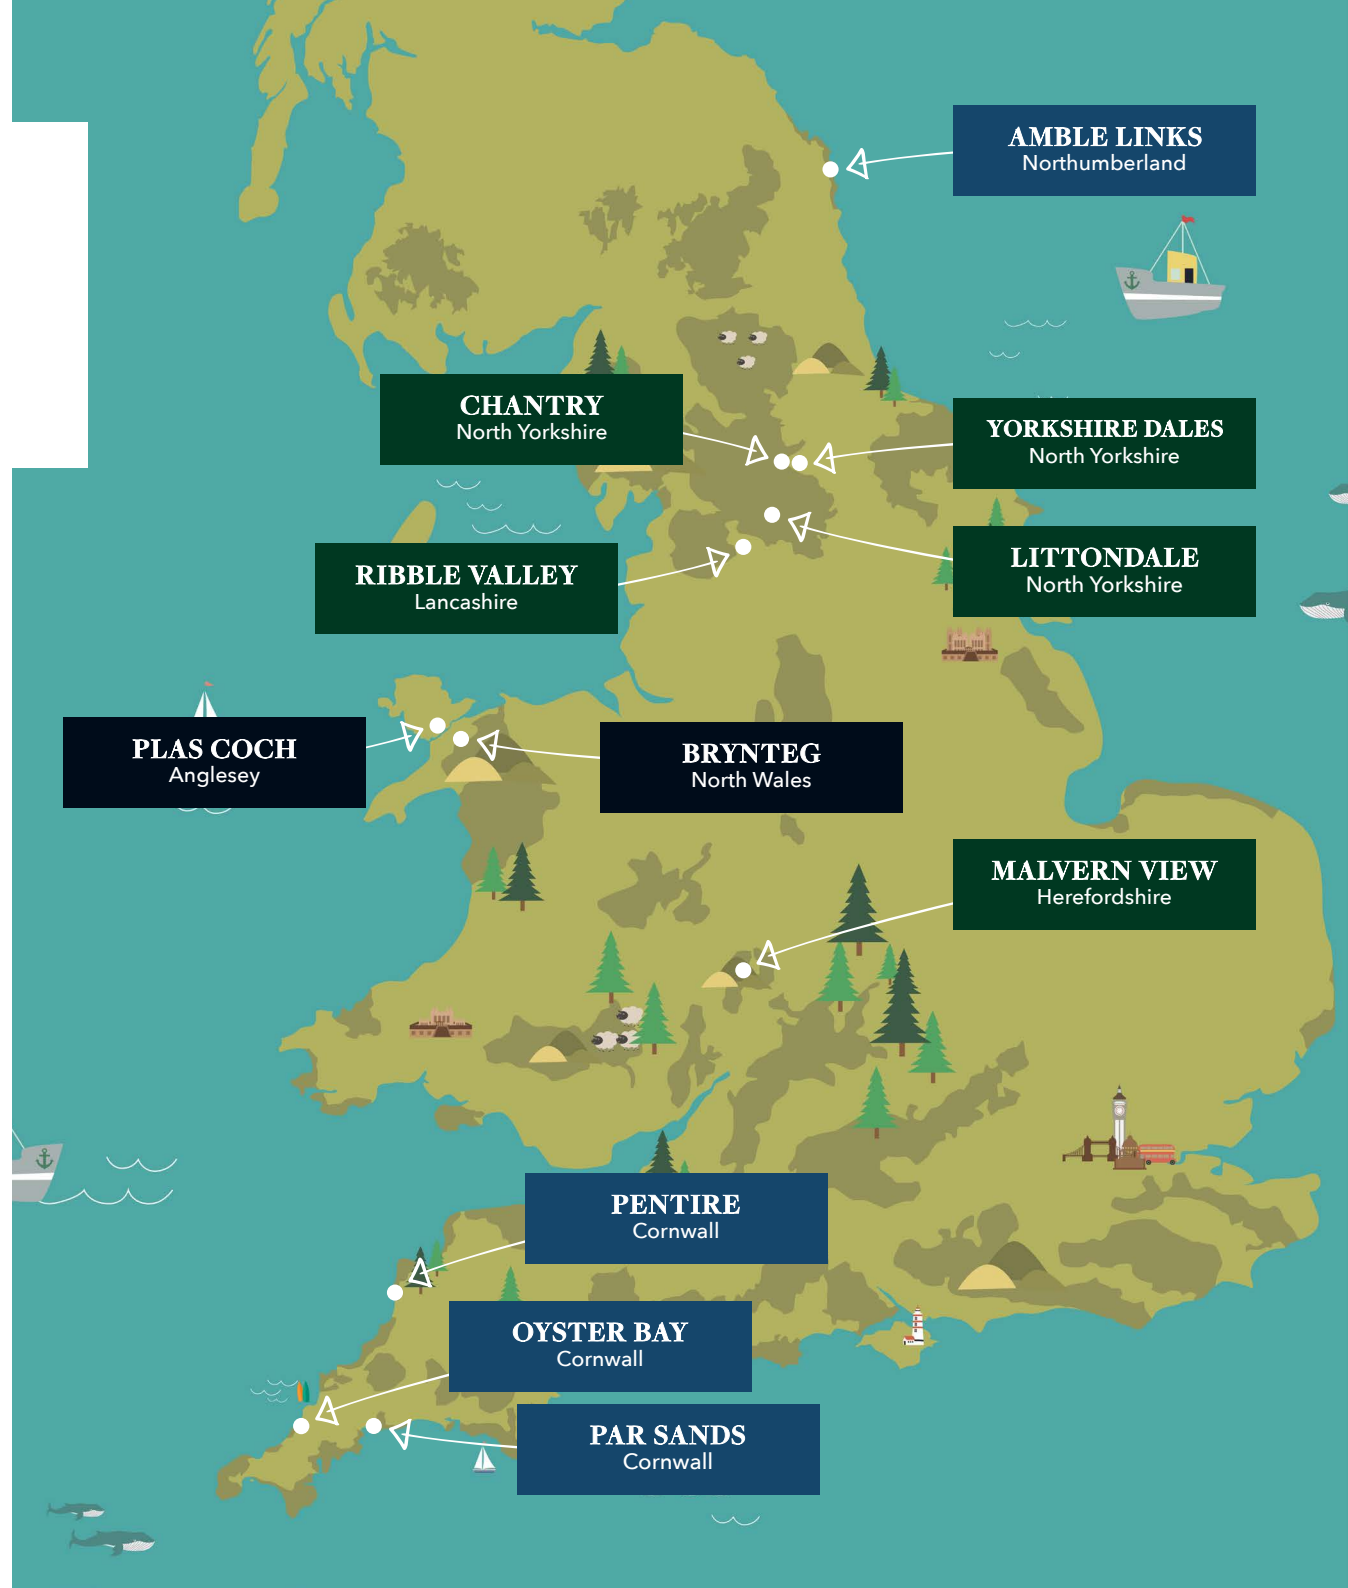 AMBLE LINKS
Northumberland
CHANTRY
North Yorkshire
YORKSHIRE DALES
North Yorkshire
LITTONDALE
North Yorkshire
RIBBLE VALLEY
Lancashire
PLAS COCH
Anglesey
BRYNTEG
North Wales
MALVERN VIEW
Herefordshire
PENTIRE
Cornwall
OYSTER BAY
Cornwall
PAR SANDS
Cornwall